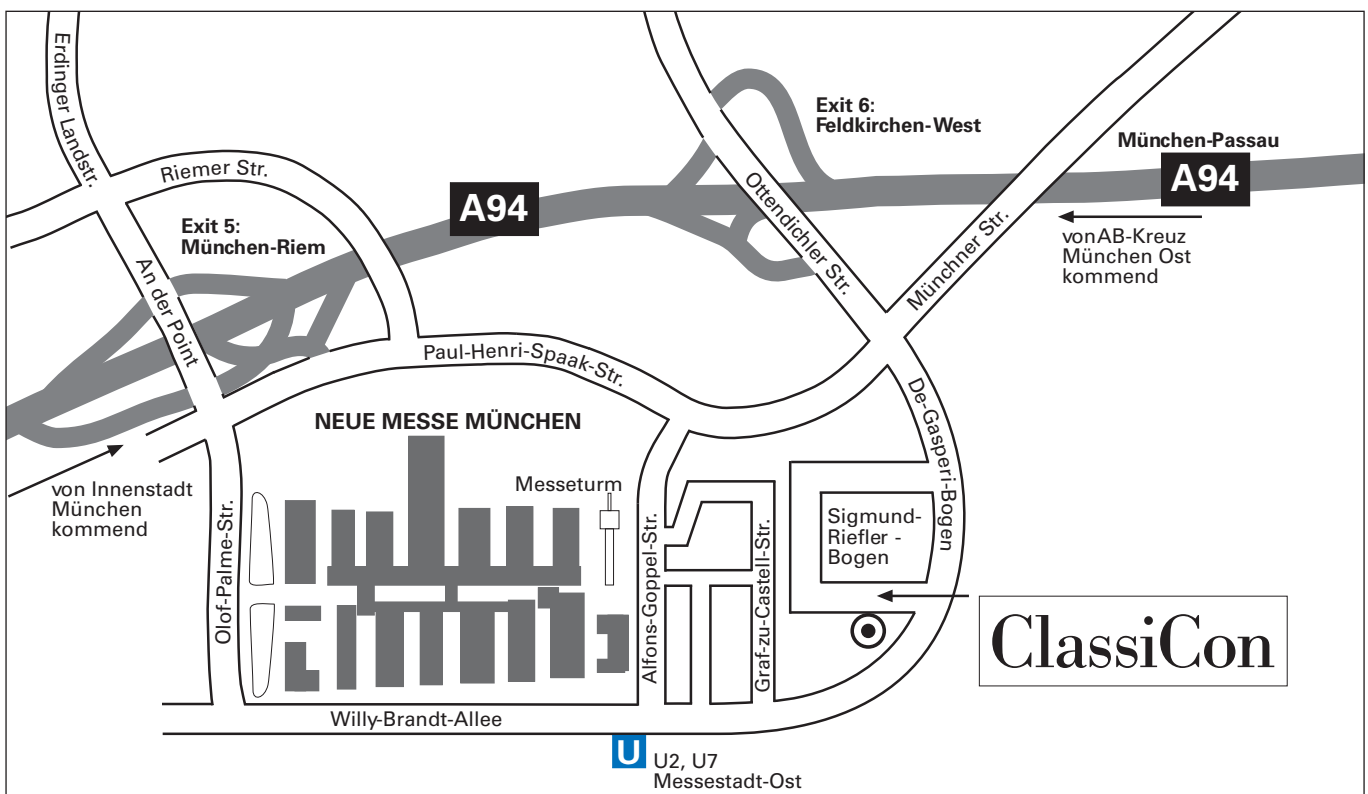 Erdinger Landstr.
Riemer Str.
Exit 5:
München-Riem
An der Point
A94
Exit 6:
Feldkirchen-West
München-Passau
A94
von AB-Kreuz
München Ost
kommend
Ottendichler Str.
Münchner Str.
Paul-Henri-Spaak-Str.
NEUE MESSE MÜNCHEN
Messeturm
von Innenstadt
München
kommend
Olof-Palme-Str.
Alfons-Goppel-Str.
Graf-zu-Castell-Str.
De-Gasperi-Bogen
Sigmund-
Riefler -
Bogen
ClassiCon
Willy-Brandt-Allee
U
U2, U7
Messestadt-Ost